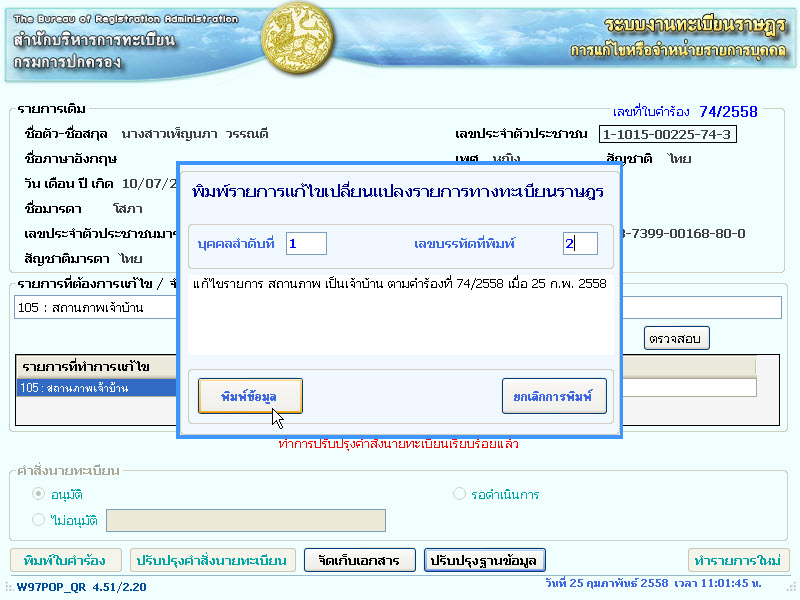 The Bureau of Registration Administration
สำนักบริหารการทะเบียน
กรมการปกครอง
ระบบงานทะเบียนราษฎร
การแก้ไขหรือจำหน่ายรายการบุคคล
รายการเดิม
เลขที่ใบคำร้อง 74/2558
ชื่อตัว-ชื่อสกุล นางสาวเพ็ญนภา วรรณดี
เลขประจำตัวประชาชน 1-1015-00225-74-3
ชื่อภาษาอังกฤษ
เพศ หญิง
สัญชาติ ไทย
วัน เดือน ปี เกิด 10/07/2
ชื่อมารดา โสภา
เลขประจำตัวประชาชนมาร
3-7399-00168-80-0
สัญชาติมารดา ไทย
รายการที่ต้องการแก้ไข / จำ
105 : สถานภาพเจ้าบ้าน
ตรวจสอบ
รายการที่ทำการแก้ไข
105 : สถานภาพเจ้าบ้าน
พิมพ์รายการแก้ไขเปลี่ยนแปลงรายการทางทะเบียนราษฎร
บุคคลลำดับที่ 1
เลขบรรทัดที่พิมพ์ 2
แก้ไขรายการ สถานภาพ เป็นเจ้าบ้าน ตามคำร้องที่ 74/2558 เมื่อ 25 ก.พ. 2558
พิมพ์ข้อมูล
ยกเลิกการพิมพ์
ทำการปรับปรุงคำสั่งนายทะเบียนเรียบร้อยแล้ว
คำสั่งนายทะเบียน
อนุมัติ
รอดำเนินการ
ไม่อนุมัติ
พิมพ์ใบคำร้อง
ปรับปรุงคำสั่งนายทะเบียน
จัดเก็บเอกสาร
ปรับปรุงฐานข้อมูล
ทำรายการใหม่
W97POP_QR 4.51/2.20
วันที่ 25 กุมภาพันธ์ 2558 เวลา 11:01:45 น.